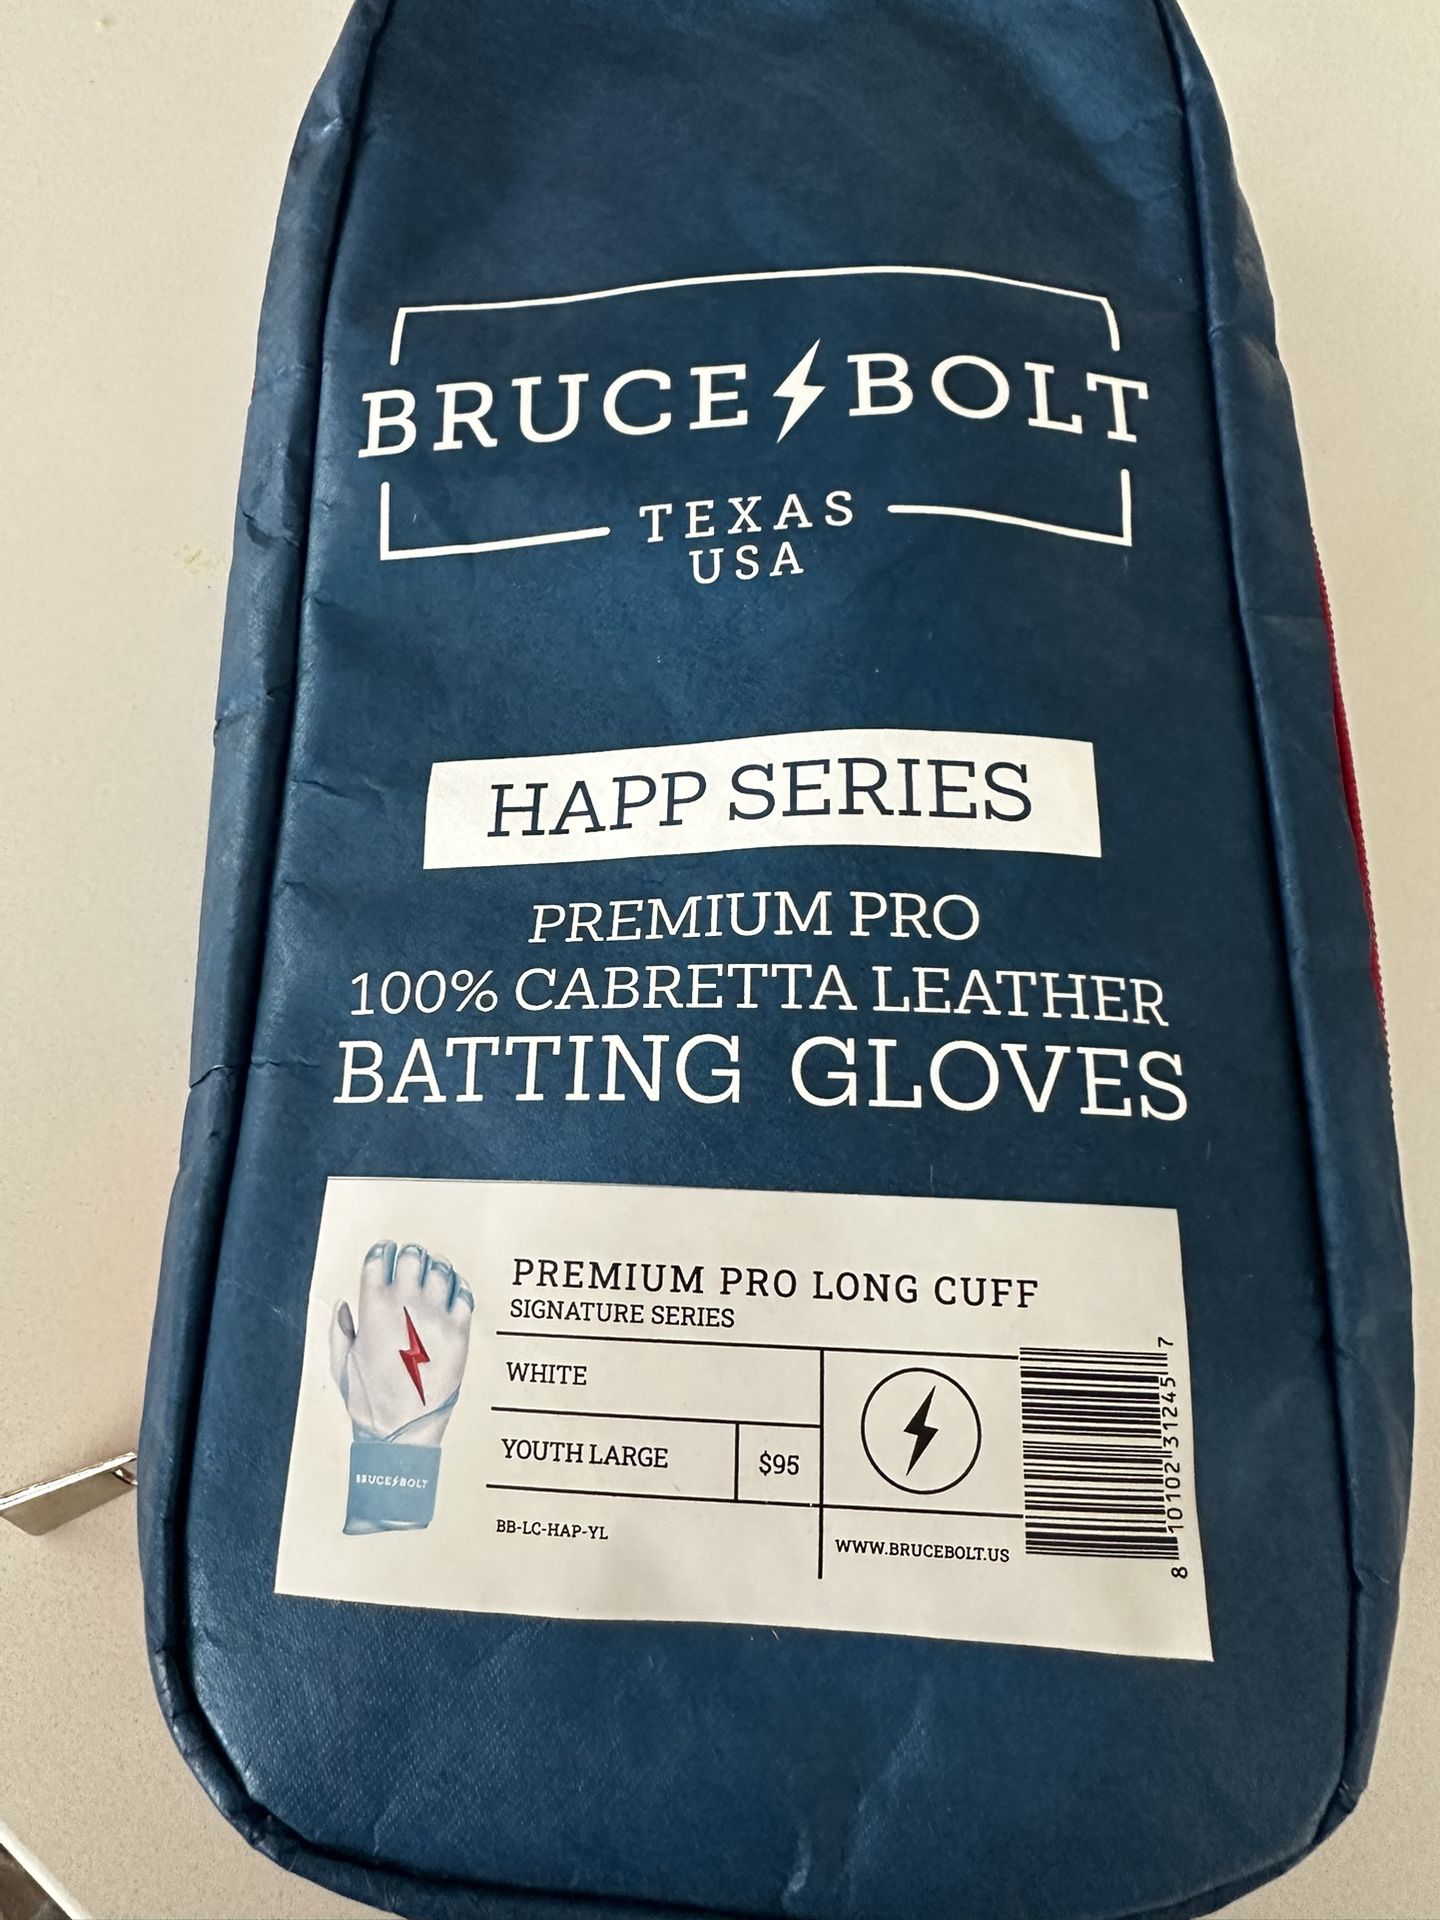 BRUCE BOLT
TEXAS
USA
HAPP SERIES
PREMIUM PRO
100% CABRETTA LEATHER
BATTING GLOVES
PREMIUM PRO LONG CUFF
SIGNATURE SERIES
WHITE
YOUTH LARGE
$95
BB-LC-HAP-YL
WWW.BRUCEBOLT.US
8 10102 31245 7
BRUCE BOLT